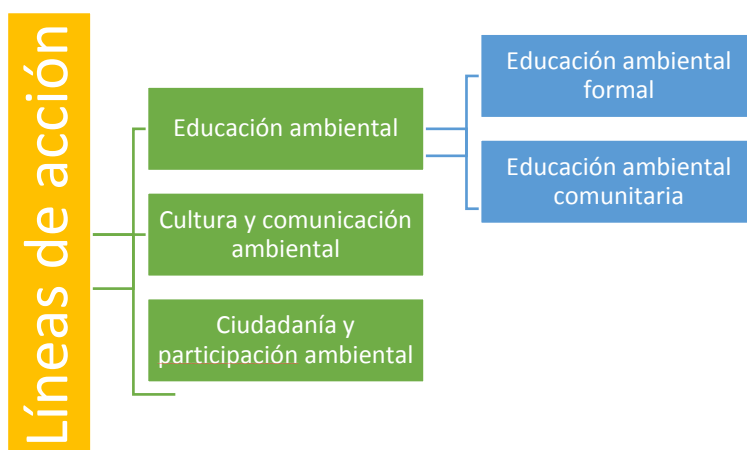 Líneas de acción
Educación ambiental
Cultura y comunicación
ambiental
Ciudadanía y
participación ambiental
Educación ambiental
formal
Educación ambiental
comunitaria